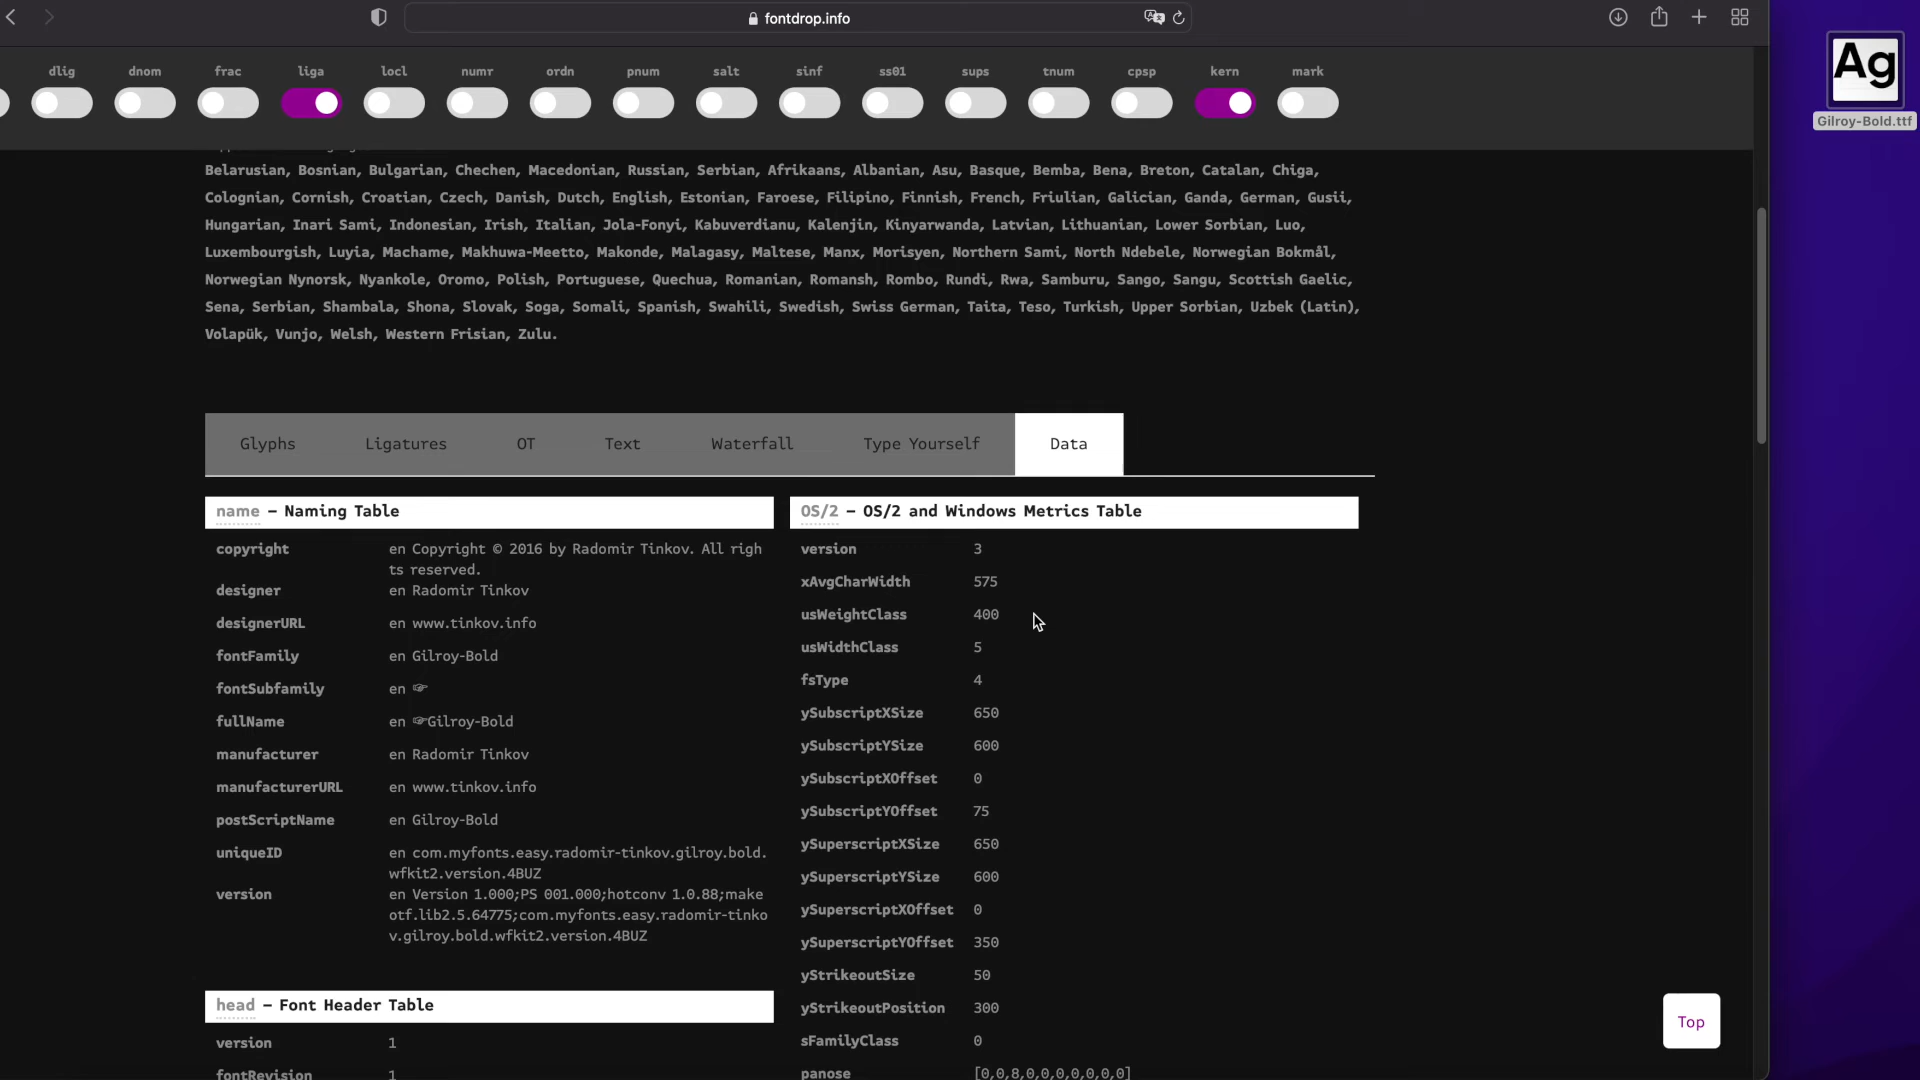 fontdrop.info
dlig dnom frac liga locl numr ordn pnum salt sinf ss01 sups tnum cpsp kern mark
Ag
Gilroy-Bold.ttf
Belarusian, Bosnian, Bulgarian, Chechen, Macedonian, Russian, Serbian, Afrikaans, Albanian, Asu, Basque, Bemba, Bena, Breton, Catalan, Chiga,
Colognian, Cornish, Croatian, Czech, Danish, Dutch, English, Estonian, Faroese, Filipino, Finnish, French, Friulian, Galician, Ganda, German, Gusii,
Hungarian, Inari Sami, Indonesian, Irish, Italian, Jola-Fonyi, Kabuverdianu, Kalenjin, Kinyarwanda, Latvian, Lithuanian, Lower Sorbian, Luo,
Luxembourgish, Luyia, Machame, Makhuwa-Meetto, Makonde, Malagasy, Maltese, Manx, Morisyen, Northern Sami, North Ndebele, Norwegian Bokmål,
Norwegian Nynorsk, Nyankole, Oromo, Polish, Portuguese, Quechua, Romanian, Romansh, Rombo, Rundi, Rwa, Samburu, Sango, Sangu, Scottish Gaelic,
Sena, Serbian, Shambala, Shona, Slovak, Soga, Somali, Spanish, Swahili, Swedish, Swiss German, Taita, Teso, Turkish, Upper Sorbian, Uzbek (Latin),
Volapük, Vunjo, Welsh, Western Frisian, Zulu.
Glyphs Ligatures OT Text Waterfall Type Yourself Data
name – Naming Table
copyright en Copyright © 2016 by Radomir Tinkov. All righ
ts reserved.
designer en Radomir Tinkov
designerURL en www.tinkov.info
fontFamily en Gilroy-Bold
fontSubfamily en ☞
fullName en ☞Gilroy-Bold
manufacturer en Radomir Tinkov
manufacturerURL en www.tinkov.info
postScriptName en Gilroy-Bold
uniqueID en com.myfonts.easy.radomir-tinkov.gilroy.bold.
wfkit2.version.4BUZ
version en Version 1.000;PS 001.000;hotconv 1.0.88;make
otf.lib2.5.64775;com.myfonts.easy.radomir-tinko
v.gilroy.bold.wfkit2.version.4BUZ
head – Font Header Table
version 1
fontRevision 1
OS/2 – OS/2 and Windows Metrics Table
version 3
xAvgCharWidth 575
usWeightClass 400
usWidthClass 5
fsType 4
ySubscriptXSize 650
ySubscriptYSize 600
ySubscriptXOffset 0
ySubscriptYOffset 75
ySuperscriptXSize 650
ySuperscriptYSize 600
ySuperscriptXOffset 0
ySuperscriptYOffset 350
yStrikeoutSize 50
yStrikeoutPosition 300
sFamilyClass 0
panose [0,0,8,0,0,0,0,0,0,0]
Top